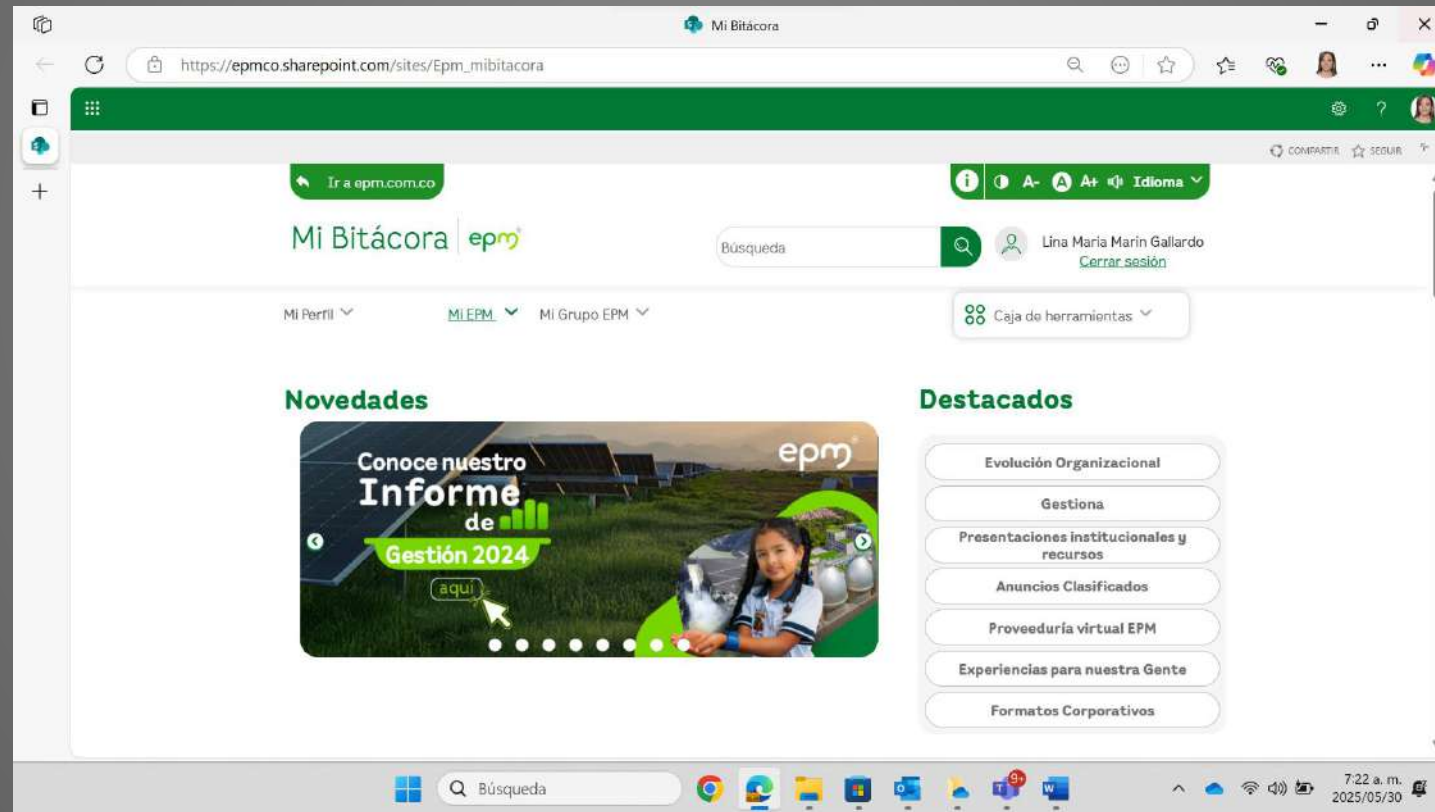 Mi Bitácora
https://epmco.sharepoint.com/sites/Epm_mibitacora
COMPARTIR SEGUIR
Ir a epm.com.co
A- A A+ Idioma
Mi Bitácora epm
Búsqueda
Lina Maria Marin Gallardo
Cerrar sesión
Mi Perfil Mi EPM Mi Grupo EPM
Caja de herramientas
Novedades
Conoce nuestro
Informe
de
Gestión 2024
aquí
epm
Destacados
Evolución Organizacional
Gestiona
Presentaciones institucionales y
recursos
Anuncios Clasificados
Proveeduría virtual EPM
Experiencias para nuestra Gente
Formatos Corporativos
Búsqueda
9+
7:22 a. m.
2025/05/30